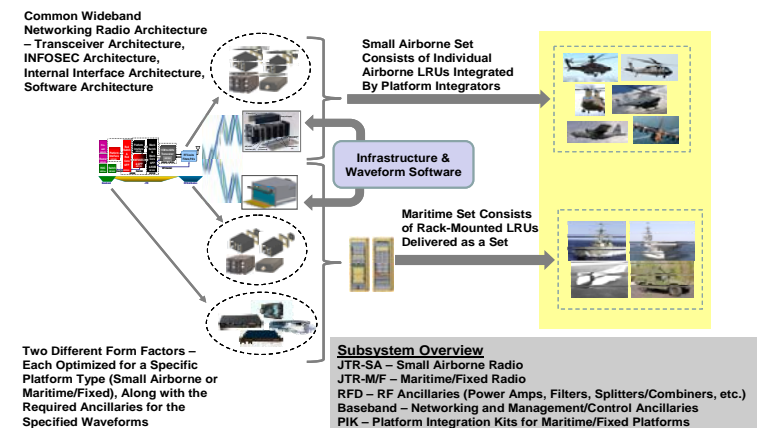 Common Wideband
Networking Radio Architecture
– Transceiver Architecture,
INFOSEC Architecture,
Internal Interface Architecture,
Software Architecture
Small Airborne Set
Consists of Individual
Airborne LRUs Integrated
By Platform Integrators
Infrastructure &
Waveform Software
Maritime Set Consists
of Rack-Mounted LRUs
Delivered as a Set
Two Different Form Factors –
Each Optimized for a Specific
Platform Type (Small Airborne or
Maritime/Fixed), Along with the
Required Ancillaries for the
Specified Waveforms
Subsystem Overview
JTR-SA – Small Airborne Radio
JTR-M/F – Maritime/Fixed Radio
RFD – RF Ancillaries (Power Amps, Filters, Splitters/Combiners, etc.)
Baseband – Networking and Management/Control Ancillaries
PIK – Platform Integration Kits for Maritime/Fixed Platforms